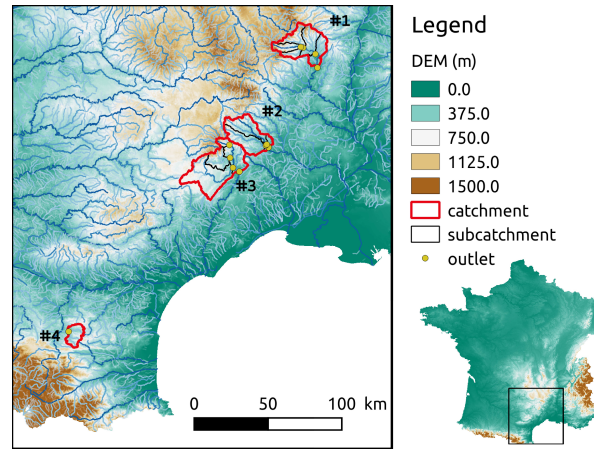 #1
#2
#3
#4
0 50 100 km
Legend
DEM (m)
0.0
375.0
750.0
1125.0
1500.0
catchment
subcatchment
outlet